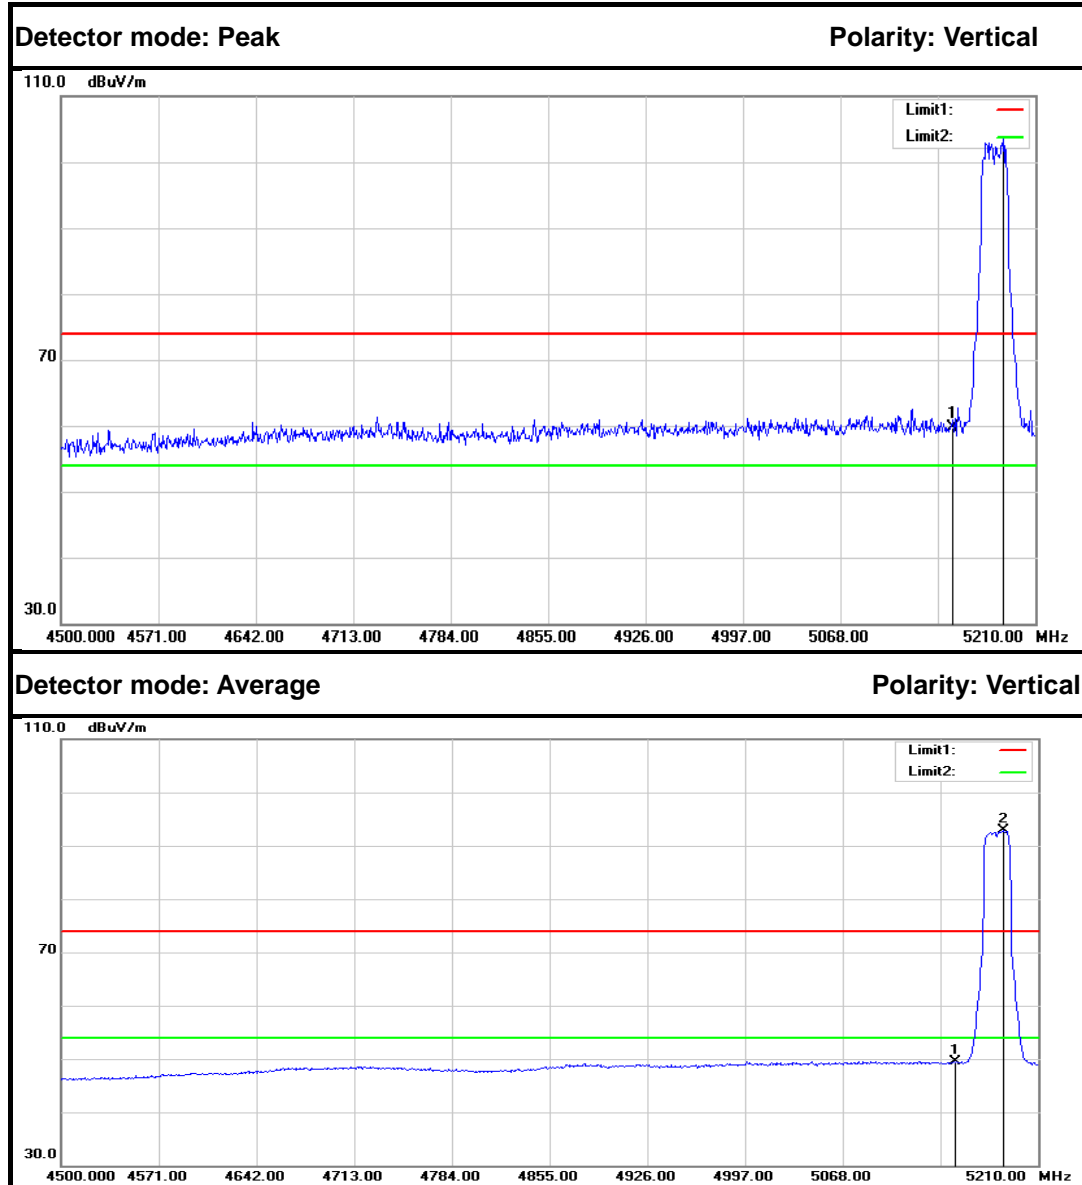 Detector mode: Peak Polarity: Vertical
110.0 dBuV/m
Limit1:
Limit2:
70
1
30.0
4500.000 4571.00 4642.00 4713.00 4784.00 4855.00 4926.00 4997.00 5068.00 5210.00 MHz
Detector mode: Average Polarity: Vertical
110.0 dBuV/m
Limit1:
Limit2:
2
70
1
30.0
4500.000 4571.00 4642.00 4713.00 4784.00 4855.00 4926.00 4997.00 5068.00 5210.00 MHz